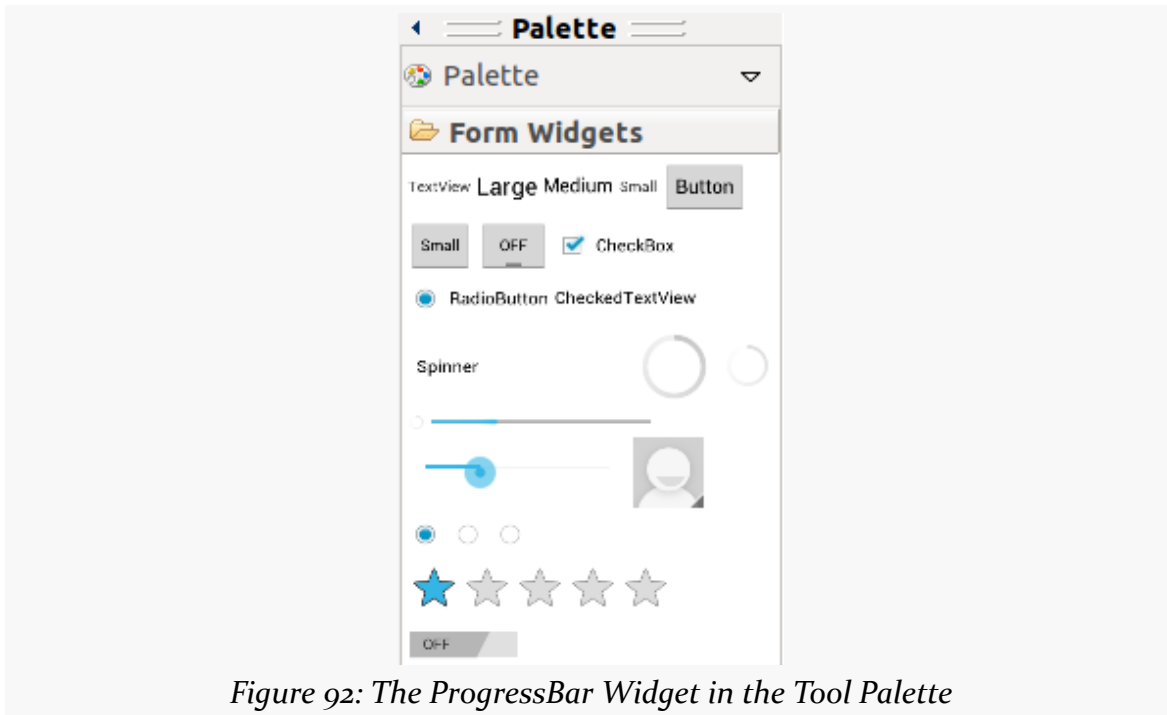 Palette
Palette
Form Widgets
TextView Large Medium Small Button
Small OFF CheckBox
RadioButton CheckedTextView
Spinner
OFF
Figure 92: The ProgressBar Widget in the Tool Palette